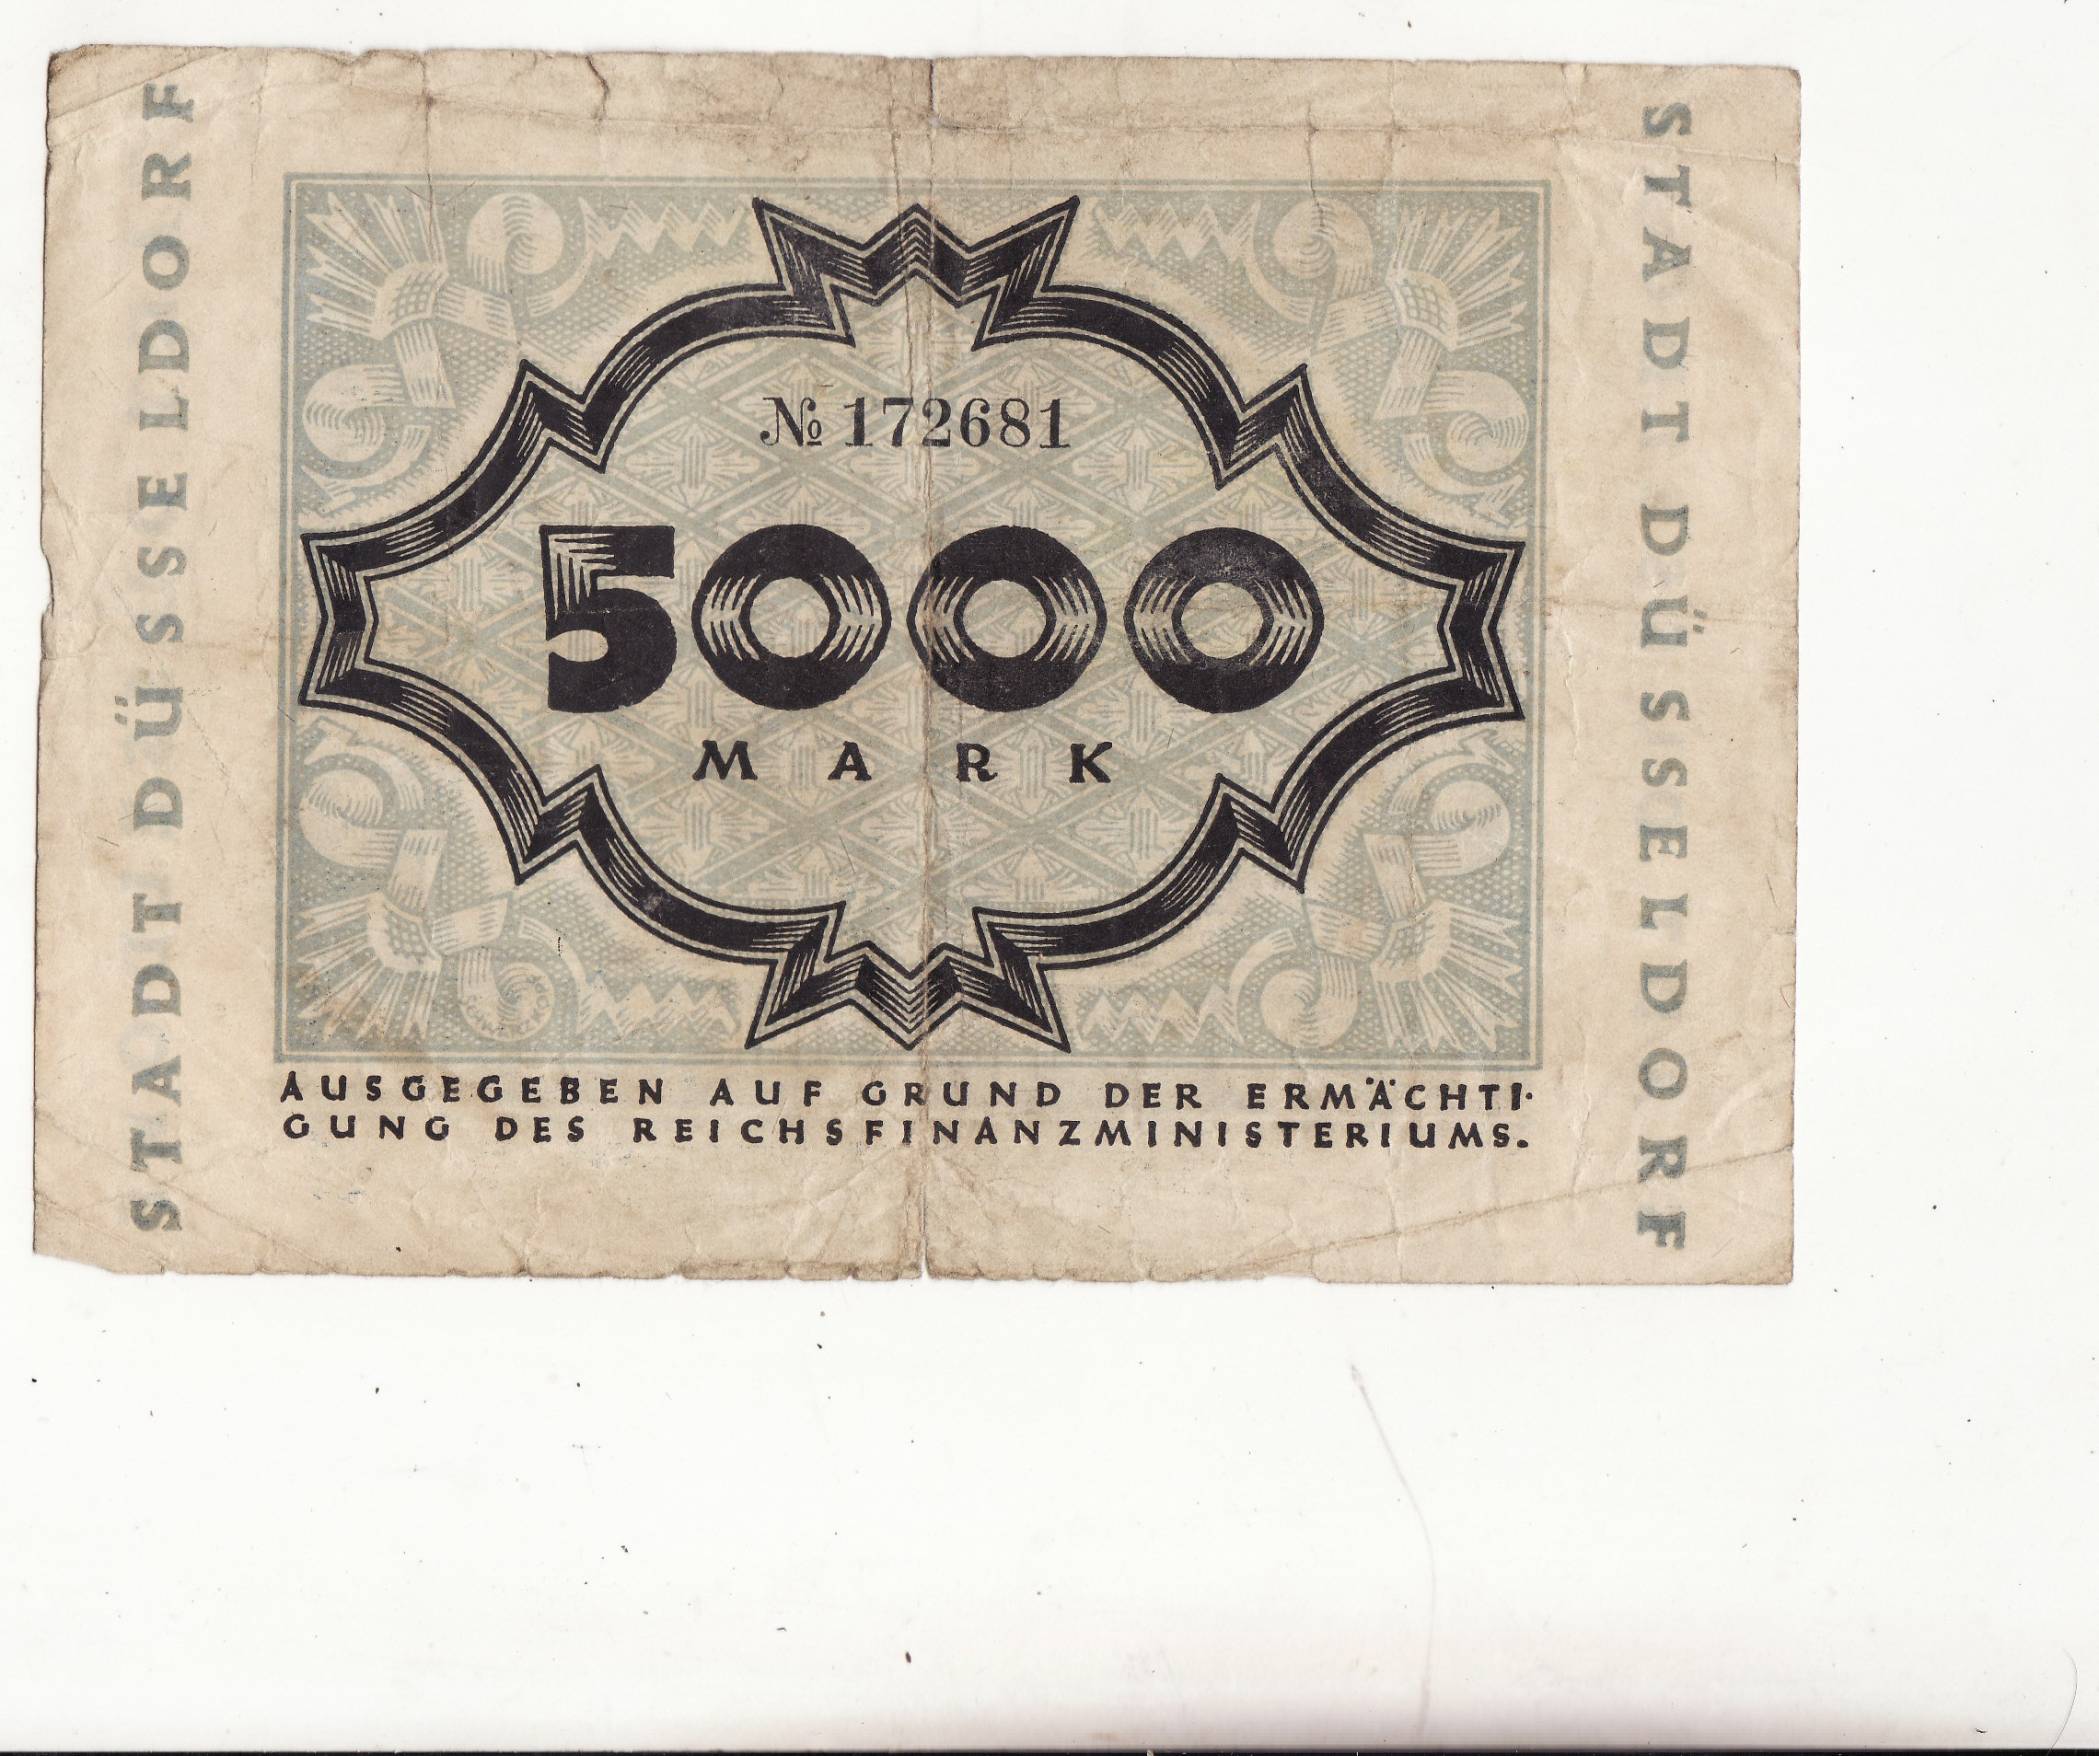 STADT DÜSSELDORF
№ 172681
5000
MARK
AUSGEGEBEN AUF GRUND DER ERMÄCHTI-
GUNG DES REICHSFINANZMINISTERIUMS.
STADT DÜSSELDORF